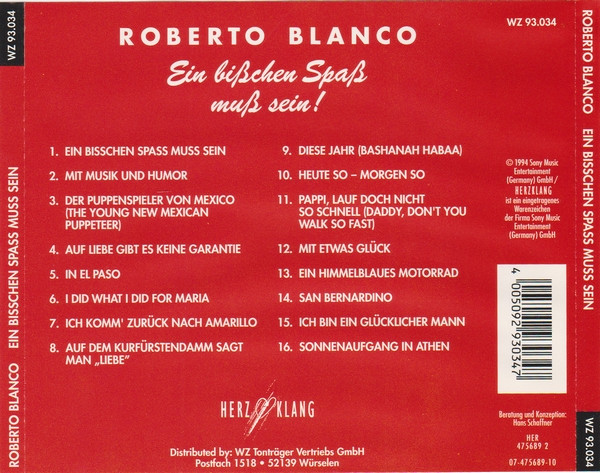 WZ 93.034
ROBERTO BLANCO EIN BISSCHEN SPASS MUSS SEIN
ROBERTO BLANCO
Ein bißchen Spaß
muß sein!
1. EIN BISSCHEN SPASS MUSS SEIN
2. MIT MUSIK UND HUMOR
3. DER PUPPENSPIELER VON MEXICO
(THE YOUNG NEW MEXICAN
PUPPETEER)
4. AUF LIEBE GIBT ES KEINE GARANTIE
5. IN EL PASO
6. I DID WHAT I DID FOR MARIA
7. ICH KOMM' ZURÜCK NACH AMARILLO
8. AUF DEM KURFÜRSTENDAMM SAGT
MAN „LIEBE"
9. DIESE JAHR (BASHANAH HABAA)
10. HEUTE SO – MORGEN SO
11. PAPPI, LAUF DOCH NICHT
SO SCHNELL (DADDY, DON'T YOU
WALK SO FAST)
12. MIT ETWAS GLÜCK
13. EIN HIMMELBLAUES MOTORRAD
14. SAN BERNARDINO
15. ICH BIN EIN GLÜCKLICHER MANN
16. SONNENAUFGANG IN ATHEN
HERZ KLANG
Distributed by: WZ Tonträger Vertriebs GmbH
Postfach 1518 • 52139 Würselen
WZ 93.034
© 1994 Sony Music
Entertainment
(Germany) GmbH /
HERZKLANG
ist ein eingetragenes
Warenzeichen
der Firma Sony Music
Entertainment
(Germany) GmbH
4 005092 930347
Beratung und Konzeption:
Hans Schaffner
HER
475689 2
07-475689-10
ROBERTO BLANCO EIN BISSCHEN SPASS MUSS SEIN
WZ 93.034